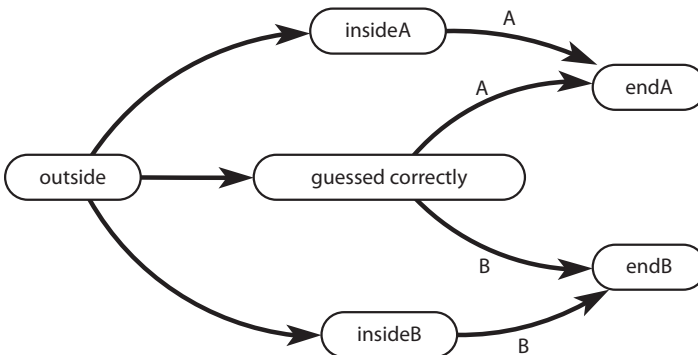 insideA
A
endA
A
outside
guessed correctly
B
endB
insideB
B